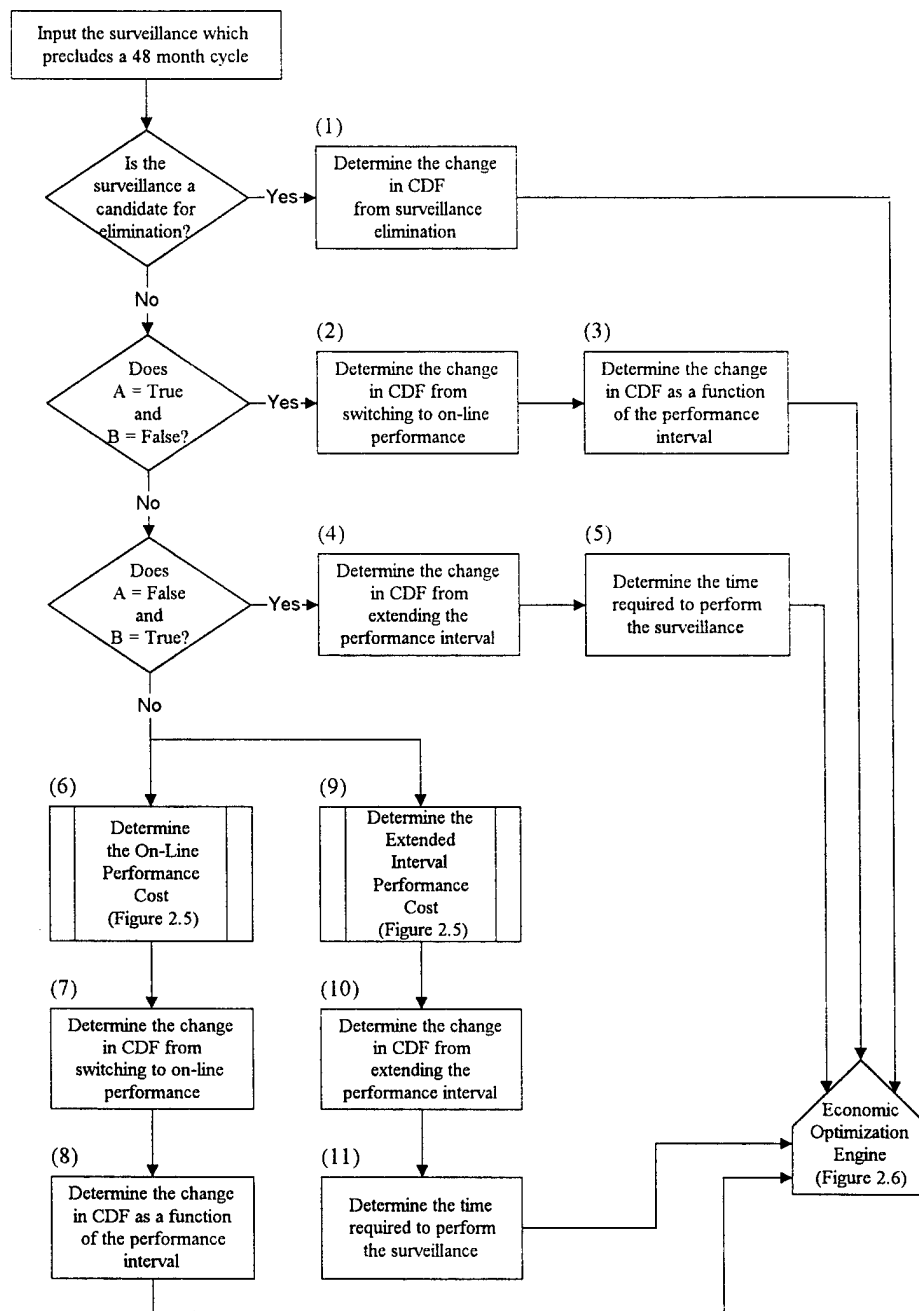 Input the surveillance which
precludes a 48 month cycle
Is the
surveillance a
candidate for
elimination?
Yes
(1)
Determine the change
in CDF
from surveillance
elimination
No
Does
A = True
and
B = False?
Yes
(2)
Determine the change
in CDF from
switching to on-line
performance
(3)
Determine the change
in CDF as a function
of the performance
interval
No
Does
A = False
and
B = True?
Yes
(4)
Determine the change
in CDF from
extending the
performance interval
(5)
Determine the time
required to perform
the surveillance
No
(6)
Determine
the On-Line
Performance
Cost
(Figure 2.5)
(9)
Determine the
Extended
Interval
Performance
Cost
(Figure 2.5)
(7)
Determine the change
in CDF from
switching to on-line
performance
(10)
Determine the change
in CDF from
extending the
performance interval
(8)
Determine the change
in CDF as a function
of the performance
interval
(11)
Determine the time
required to perform
the surveillance
Economic
Optimization
Engine
(Figure 2.6)